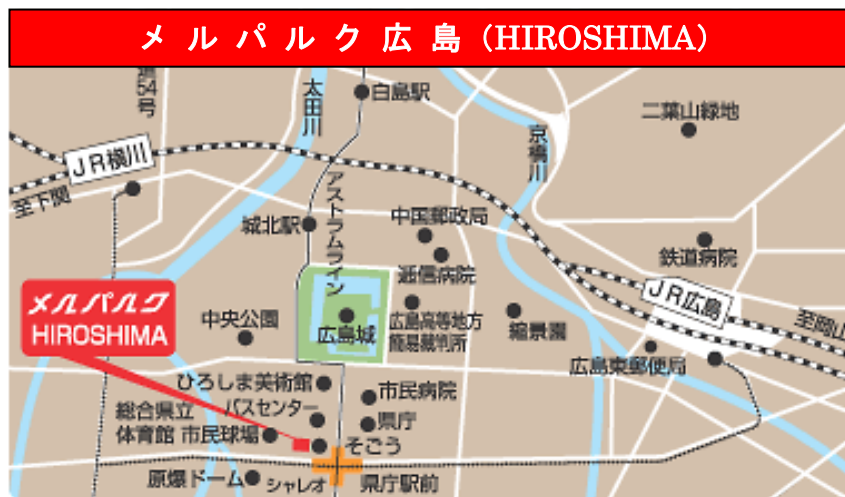 メルパルク広島（HIROSHIMA）
道54号
太田川
白島駅
二葉山緑地
京橋川
JR横川
至下関
アストラムライン
城北駅
中国郵政局
逓信病院
鉄道病院
JR広島
至岡山
メルパルク
HIROSHIMA
中央公園
広島城
広島高等地方
簡易裁判所
縮景園
広島東郵便局
ひろしま美術館
市民病院
バスセンター
県庁
総合県立
体育館
市民球場
そごう
原爆ドーム
シャレオ
県庁駅前